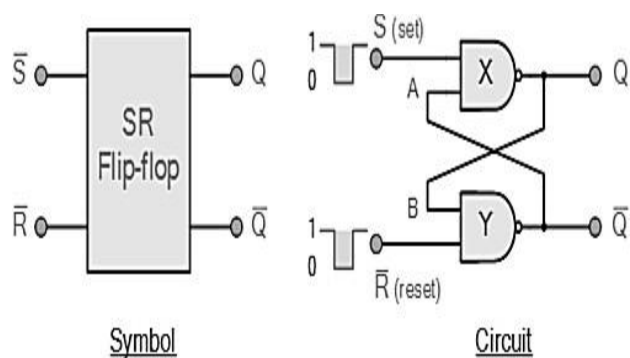 S̅
R̅
SR
Flip-flop
Q
Q̅
Symbol
S (set)
1
0
A
X
Q
B
Y
Q̅
1
0
R̅ (reset)
Circuit